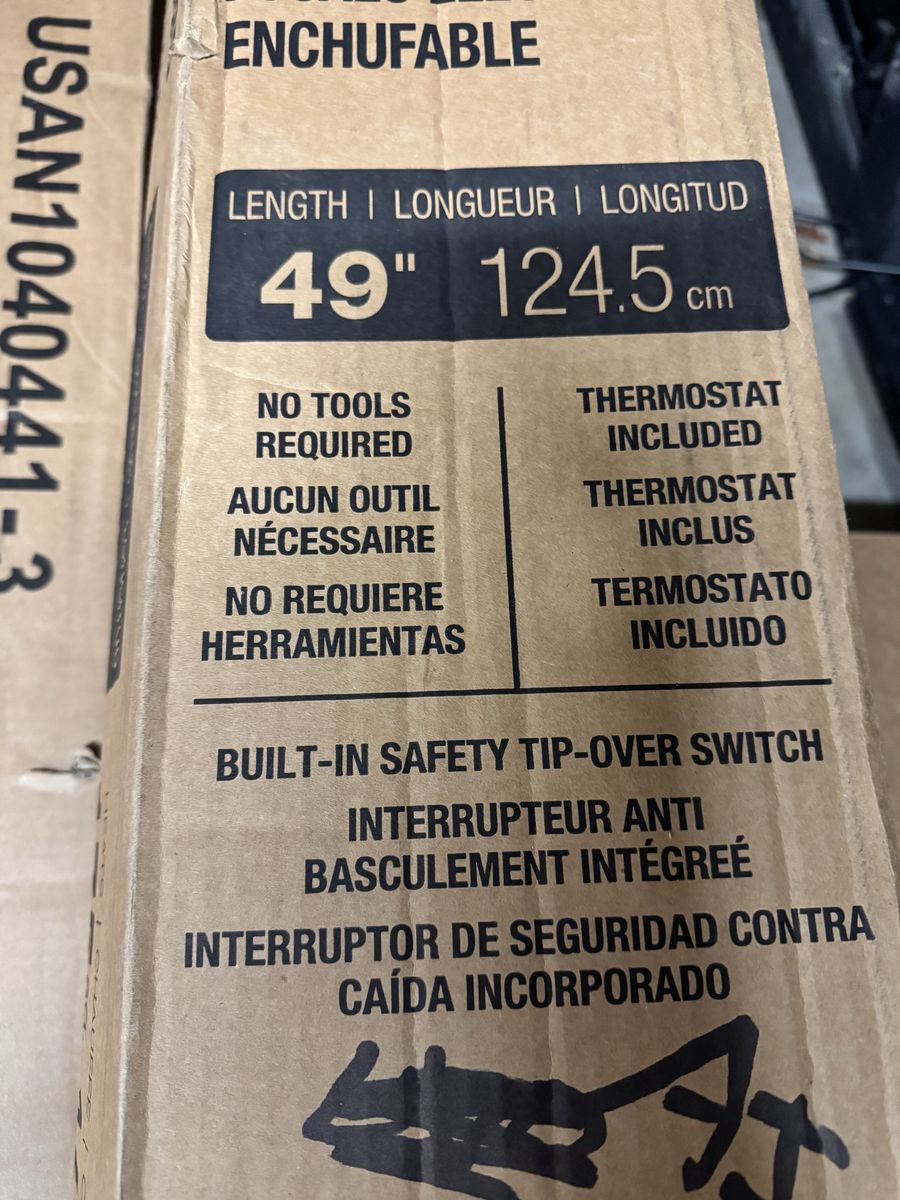 ENCHUFABLE
LENGTH | LONGUEUR | LONGITUD
49" 124.5 cm
NO TOOLS
REQUIRED
AUCUN OUTIL
NÉCESSAIRE
NO REQUIERE
HERRAMIENTAS
THERMOSTAT
INCLUDED
THERMOSTAT
INCLUS
TERMOSTATO
INCLUIDO
BUILT-IN SAFETY TIP-OVER SWITCH
INTERRUPTEUR ANTI
BASCULEMENT INTÉGREÉ
INTERRUPTOR DE SEGURIDAD CONTRA
CAÍDA INCORPORADO
USAN1040441-3